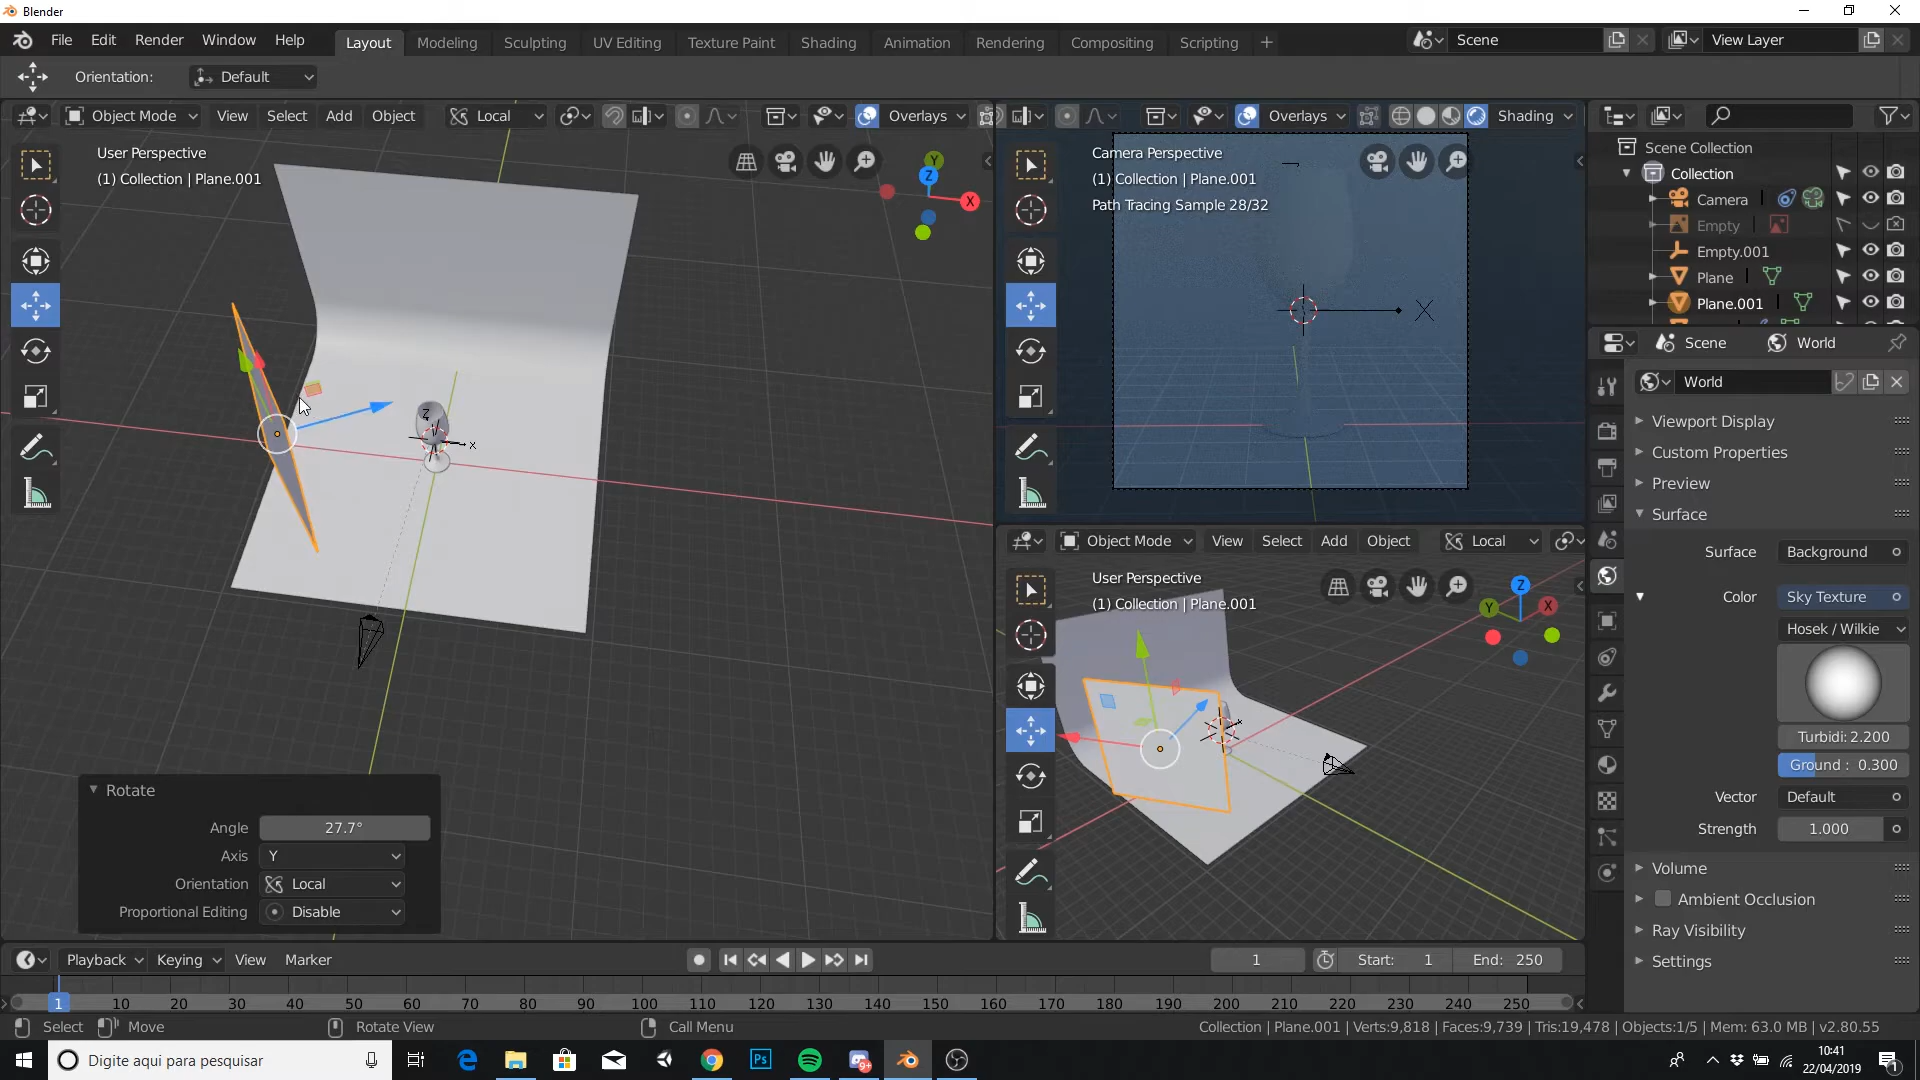 Blender
File Edit Render Window Help Layout Modeling Sculpting UV Editing Texture Paint Shading Animation Rendering Compositing Scripting + Scene View Layer
Orientation: Default
Object Mode View Select Add Object Local Overlays
User Perspective
(1) Collection | Plane.001
Y
Z
X
Z
X
Rotate
Angle 27.7°
Axis Y
Orientation Local
Proportional Editing Disable
Overlays Shading
Camera Perspective
(1) Collection | Plane.001
Path Tracing Sample 28/32
X
Object Mode View Select Add Object Local
User Perspective
(1) Collection | Plane.001
Z
Y
X
Scene Collection
Collection
Camera
Empty
Empty.001
Plane
Plane.001
Scene World
World
Viewport Display
Custom Properties
Preview
Surface
Surface Background
Color Sky Texture
Hosek / Wilkie
Turbidi: 2.200
Ground : 0.300
Vector Default
Strength 1.000
Volume
Ambient Occlusion
Ray Visibility
Settings
Playback Keying View Marker 1 Start: 1 End: 250
1 10 20 30 40 50 60 70 80 90 100 110 120 130 140 150 160 170 180 190 200 210 220 230 240 250
Select Move Rotate View Call Menu Collection | Plane.001 | Verts:9,818 | Faces:9,739 | Tris:19,478 | Objects:1/5 | Mem: 63.0 MB | v2.80.55
Digite aqui para pesquisar
Ps
9+
10:41
22/04/2019
1